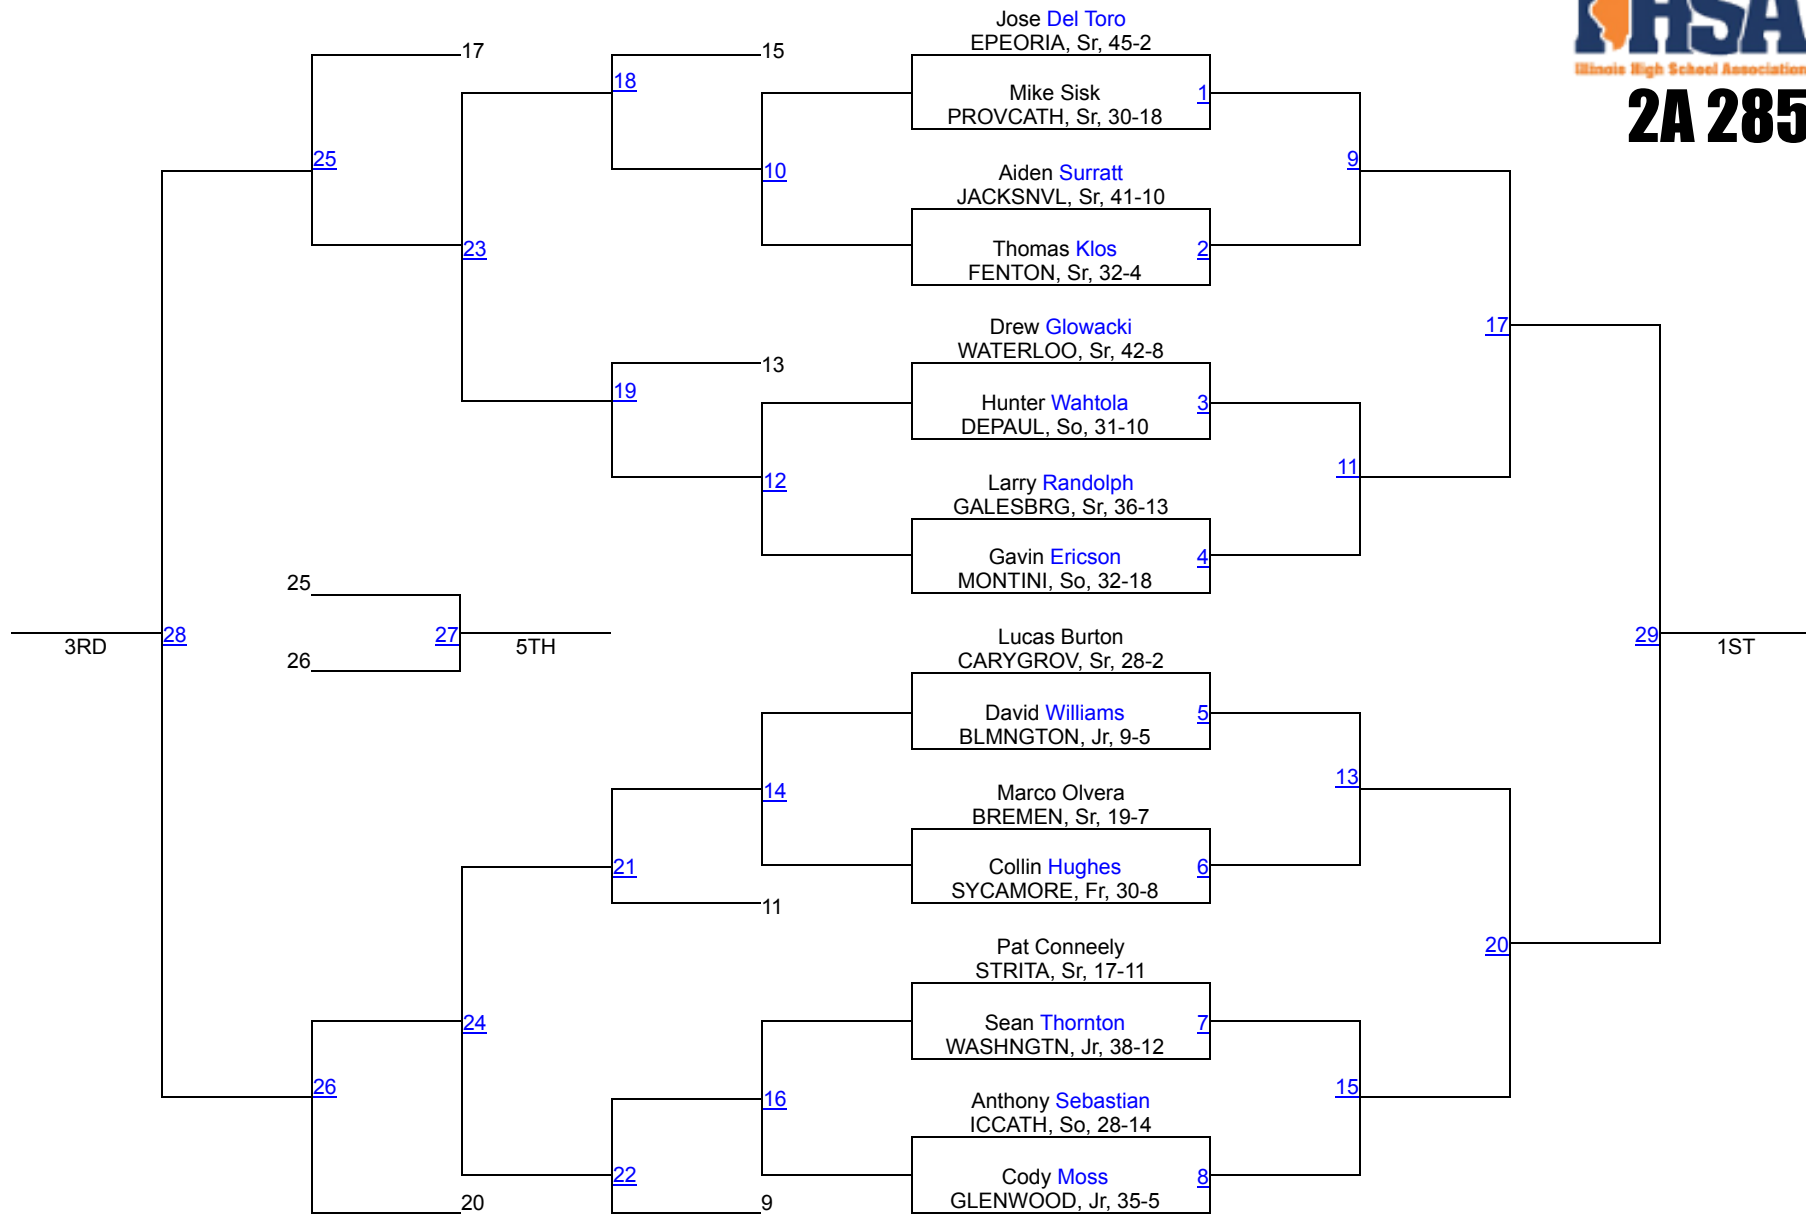 IHSA
Illinois High School Association
2A 285
Jose Del Toro
EPEORIA, Sr, 45-2
17
15
18
Mike Sisk
1
PROVCATH, Sr, 30-18
25
10
Aiden Surratt
9
JACKSNVL, Sr, 41-10
23
Thomas Klos
2
FENTON, Sr, 32-4
Drew Glowacki
17
WATERLOO, Sr, 42-8
13
19
Hunter Wahtola
3
DEPAUL, So, 31-10
12
Larry Randolph
11
GALESBRG, Sr, 36-13
Gavin Ericson
4
MONTINI, So, 32-18
25
3RD
28
27
5TH
26
Lucas Burton
CARYGROV, Sr, 28-2
29
1ST
David Williams
5
BLMNGTON, Jr, 9-5
14
Marco Olvera
13
BREMEN, Sr, 19-7
21
Collin Hughes
6
SYCAMORE, Fr, 30-8
11
Pat Conneely
20
STRITA, Sr, 17-11
24
Sean Thornton
7
WASHNGTN, Jr, 38-12
26
16
Anthony Sebastian
15
ICCATH, So, 28-14
22
Cody Moss
8
GLENWOOD, Jr, 35-5
20
9